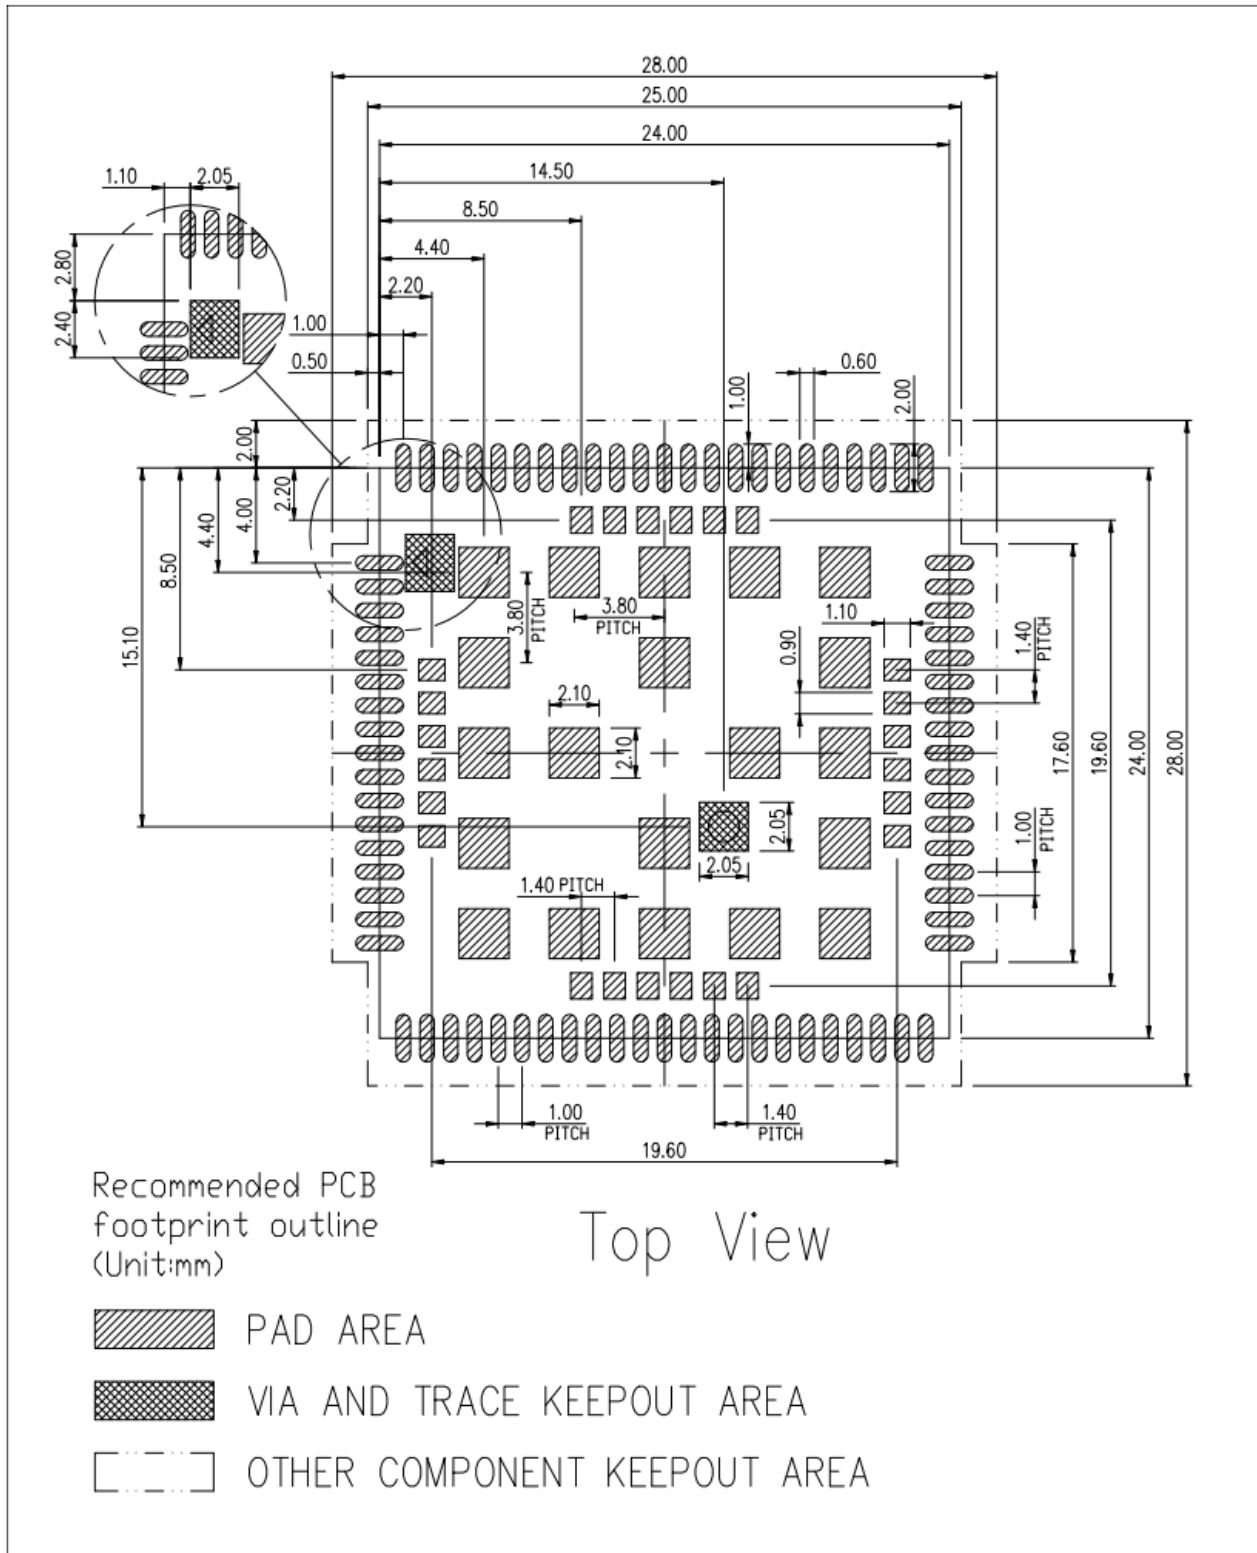 28.00
25.00
24.00
14.50
1.10
2.05
8.50
4.40
2.80
2.20
1.00
2.40
0.50
0.60
1.00
2.00
2.00
2.20
4.00
4.40
8.50
3.80
PITCH
3.80
PITCH
1.10
1.40
PITCH
0.90
15.10
2.10
2.10
17.60
19.60
24.00
28.00
2.05
2.05
1.00
PITCH
1.40 PITCH
1.00
PITCH
1.40
PITCH
19.60
Recommended PCB
footprint outline
(Unit:mm)
Top View
PAD AREA
VIA AND TRACE KEEPOUT AREA
OTHER COMPONENT KEEPOUT AREA